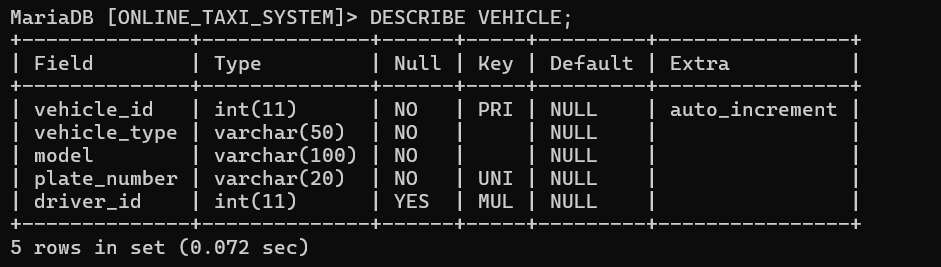 MariaDB [ONLINE_TAXI_SYSTEM]> DESCRIBE VEHICLE;
+--------------+--------------+------+-----+---------+----------------+
| Field        | Type         | Null | Key | Default | Extra          |
+--------------+--------------+------+-----+---------+----------------+
| vehicle_id   | int(11)      | NO   | PRI | NULL    | auto_increment |
| vehicle_type | varchar(50)  | NO   |     | NULL    |                |
| model        | varchar(100) | NO   |     | NULL    |                |
| plate_number | varchar(20)  | NO   | UNI | NULL    |                |
| driver_id    | int(11)      | YES  | MUL | NULL    |                |
+--------------+--------------+------+-----+---------+----------------+
5 rows in set (0.072 sec)